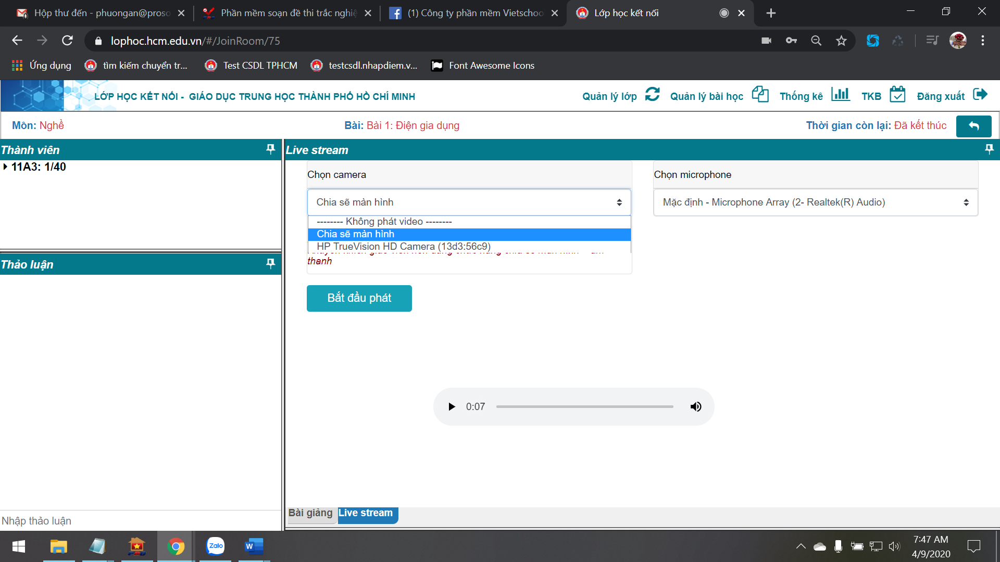 Hộp thư đến - phuongan@proso
Phần mềm soạn đề thi trắc nghiệ
(1) Công ty phần mềm Vietschoo
Lớp học kết nối
lophoc.hcm.edu.vn/#/JoinRoom/75
Ứng dụng
tìm kiếm chuyển tr...
Test CSDL TPHCM
testcsdl.nhapdiem.v...
Font Awesome Icons
LỚP HỌC KẾT NỐI - GIÁO DỤC TRUNG HỌC THÀNH PHỐ HỒ CHÍ MINH
Quản lý lớp
Quản lý bài học
Thống kê
TKB
Đăng xuất
Môn: Nghề
Bài: Bài 1: Điện gia dụng
Thời gian còn lại: Đã kết thúc
Thành viên
11A3: 1/40
Live stream
Chọn camera
Chọn microphone
Chia sẽ màn hình
Mặc định - Microphone Array (2- Realtek(R) Audio)
-------- Không phát video --------
Chia sẽ màn hình
HP TrueVision HD Camera (13d3:56c9)
thanh
Bắt đầu phát
Thảo luận
0:07
Nhập thảo luận
Bài giảng
Live stream
Zalo
W
7:47 AM
4/9/2020